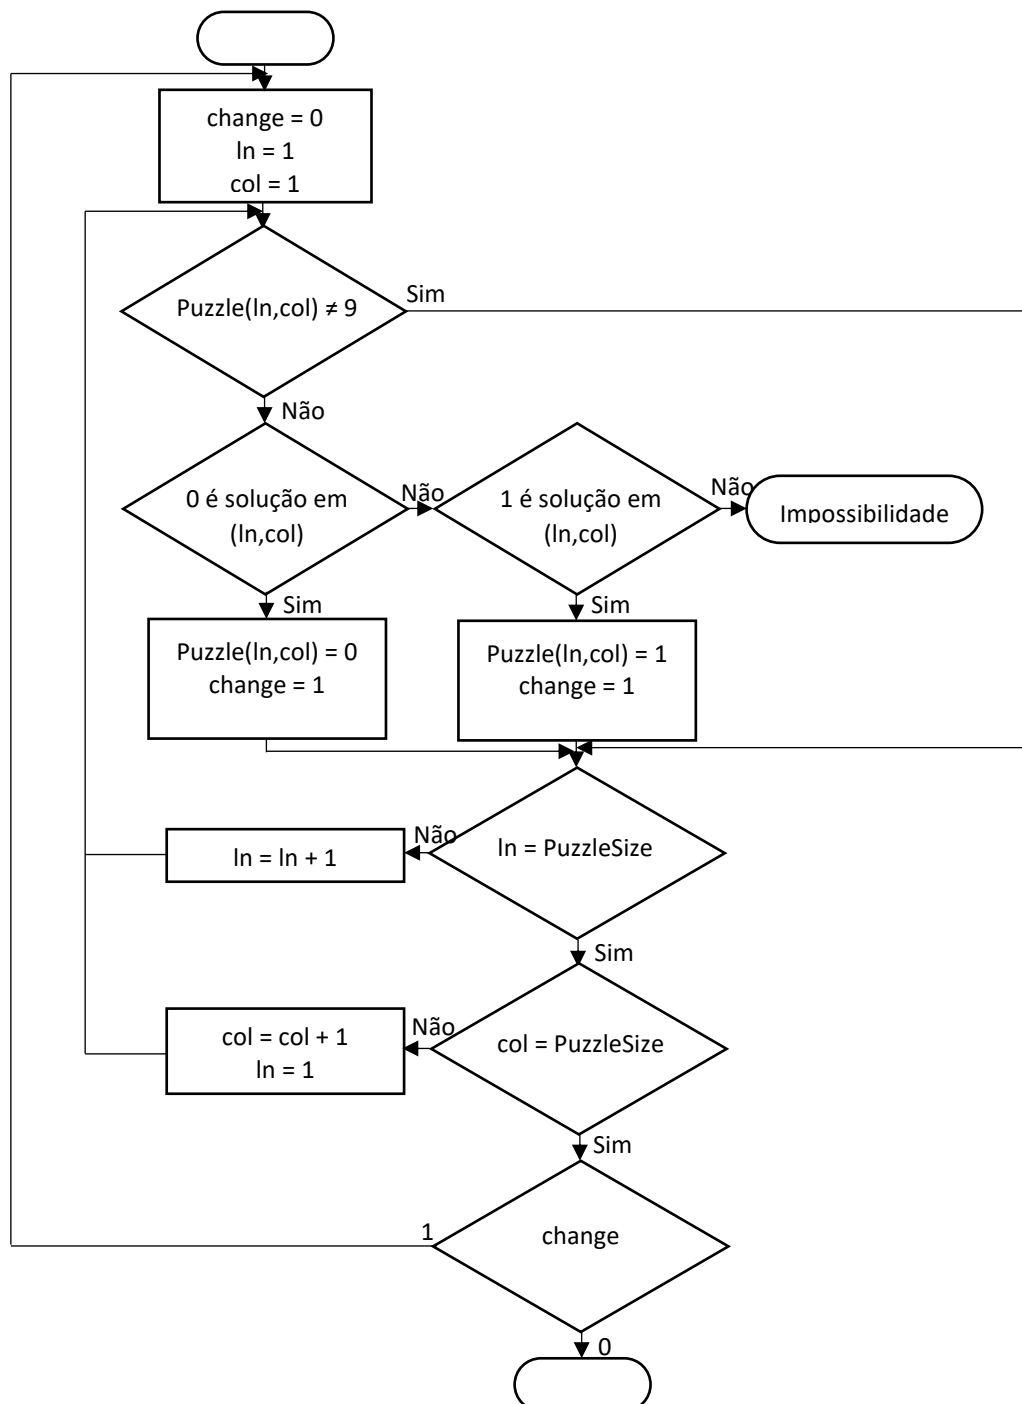 change = 0
ln = 1
col = 1
Puzzle(ln,col) ≠ 9
Sim
Não
0 é solução em
(ln,col)
Não
1 é solução em
(ln,col)
Não
Impossibilidade
Sim
Sim
Puzzle(ln,col) = 0
change = 1
Puzzle(ln,col) = 1
change = 1
ln = PuzzleSize
Não
ln = ln + 1
Sim
col = PuzzleSize
Não
col = col + 1
ln = 1
Sim
change
1
0